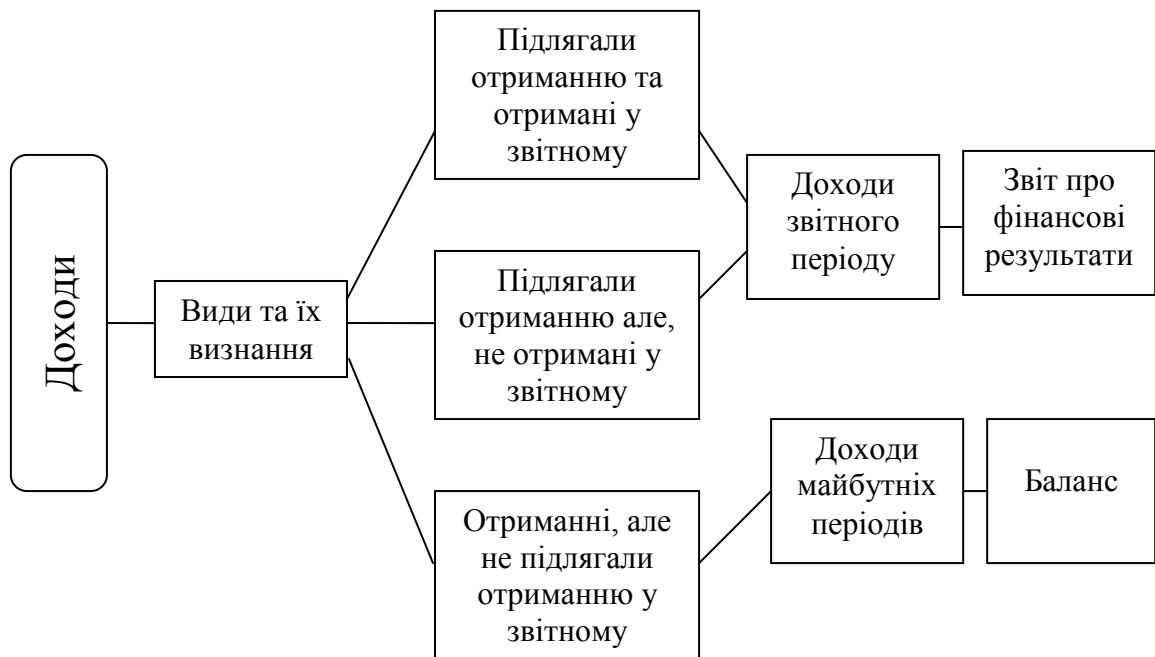 Доходи
Види та їх
визнання
Підлягали
отриманню та
отримані у
звітному
Підлягали
отриманню але,
не отримані у
звітному
Отриманні, але
не підлягали
отриманню у
звітному
Доходи
звітного
періоду
Звіт про
фінансові
результати
Доходи
майбутніх
періодів
Баланс